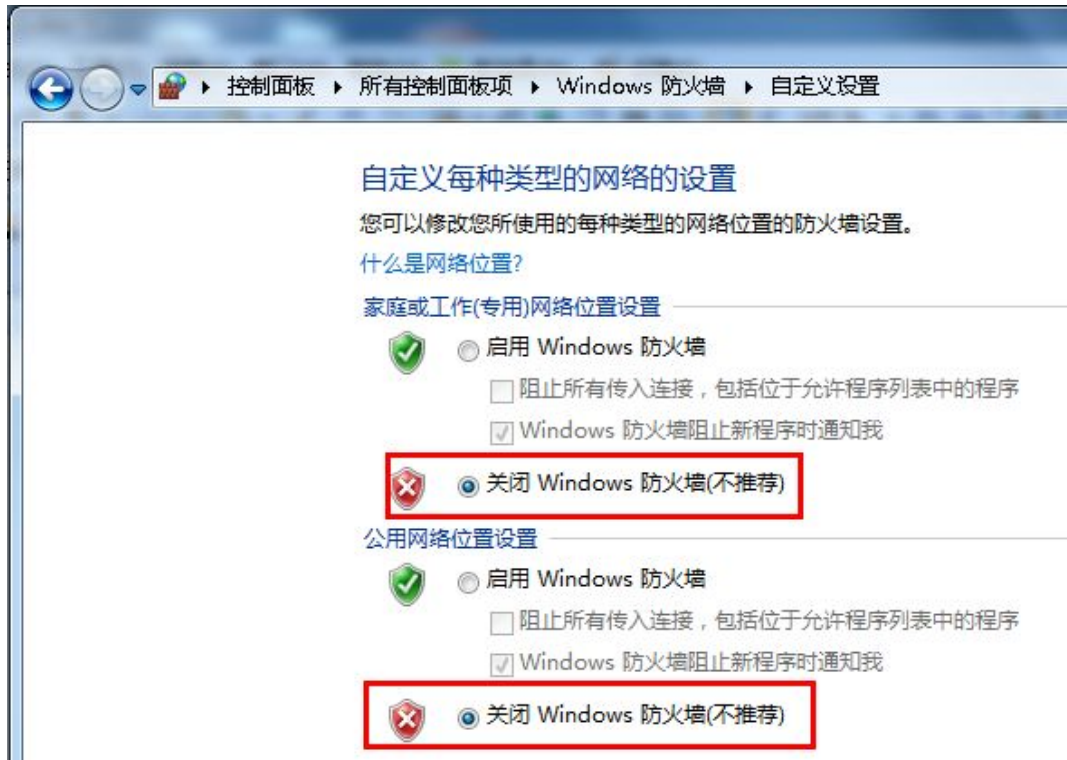 控制面板 ▸ 所有控制面板项 ▸ Windows 防火墙 ▸ 自定义设置
自定义每种类型的网络的设置
您可以修改您所使用的每种类型的网络位置的防火墙设置。
什么是网络位置?
家庭或工作(专用)网络位置设置
启用 Windows 防火墙
阻止所有传入连接，包括位于允许程序列表中的程序
Windows 防火墙阻止新程序时通知我
关闭 Windows 防火墙(不推荐)
公用网络位置设置
启用 Windows 防火墙
阻止所有传入连接，包括位于允许程序列表中的程序
Windows 防火墙阻止新程序时通知我
关闭 Windows 防火墙(不推荐)